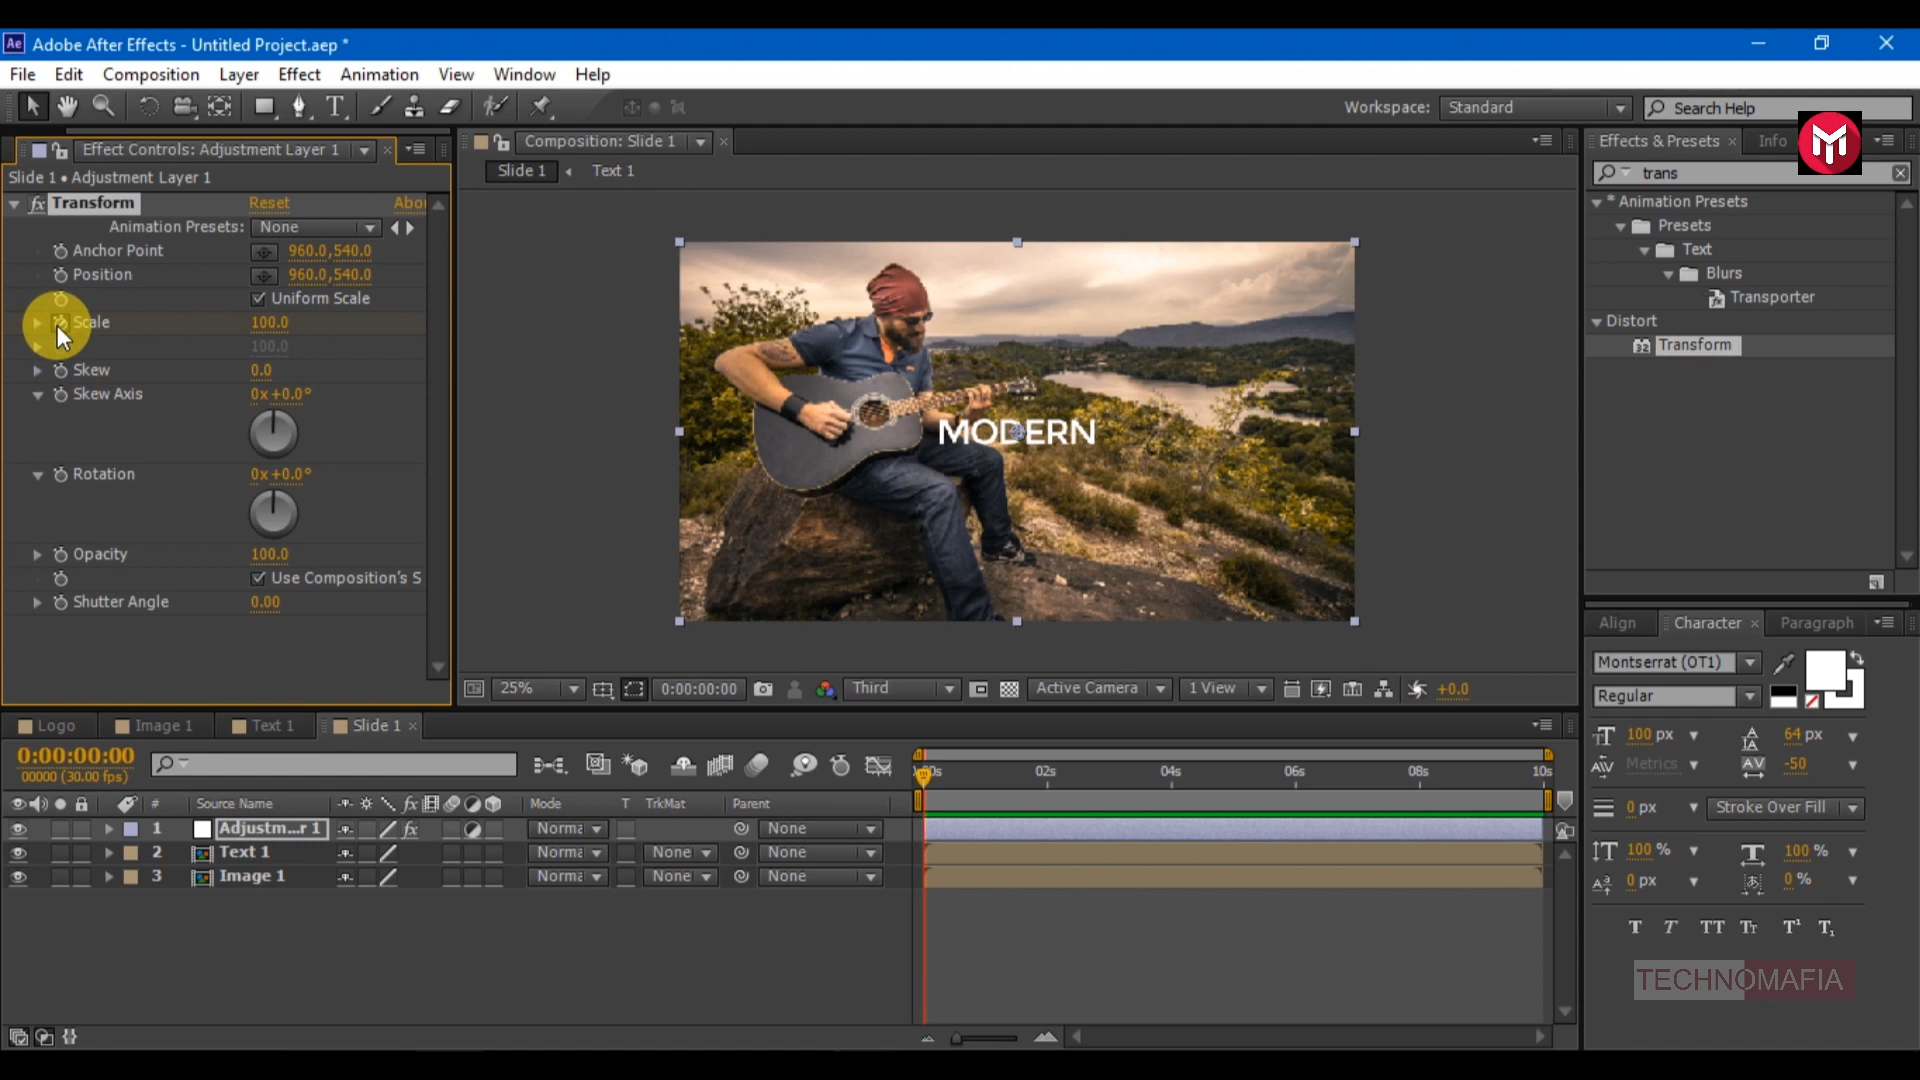 Ae Adobe After Effects - Untitled Project.aep *
File Edit Composition Layer Effect Animation View Window Help
Workspace: Standard
Search Help
Effect Controls: Adjustment Layer 1
Slide 1 • Adjustment Layer 1
fx Transform Reset Abou
Animation Presets: None
Anchor Point 960.0,540.0
Position 960.0,540.0
Uniform Scale
Scale 100.0
100.0
Skew 0.0
Skew Axis 0x+0.0°
Rotation 0x+0.0°
Opacity 100.0
Use Composition's S
Shutter Angle 0.00
Composition: Slide 1
Slide 1 Text 1
MODERN
25% 0:00:00:00 Third Active Camera 1 View +0.0
Effects & Presets Info
trans
* Animation Presets
Presets
Text
Blurs
Transporter
Distort
32 Transform
Align Character Paragraph
Montserrat (OT1)
Regular
100 px 64 px
Metrics -50
0 px Stroke Over Fill
100 % 100 %
0 px 0 %
T T TT Tt T¹ T₁
TECHNOMAFIA
Logo Image 1 Text 1 Slide 1
0:00:00:00
00000 (30.00 fps)
02s 04s 06s 08s 10s
# Source Name fx Mode T TrkMat Parent
1 Adjustm...r 1 fx Norma None
2 Text 1 Norma None None
3 Image 1 Norma None None